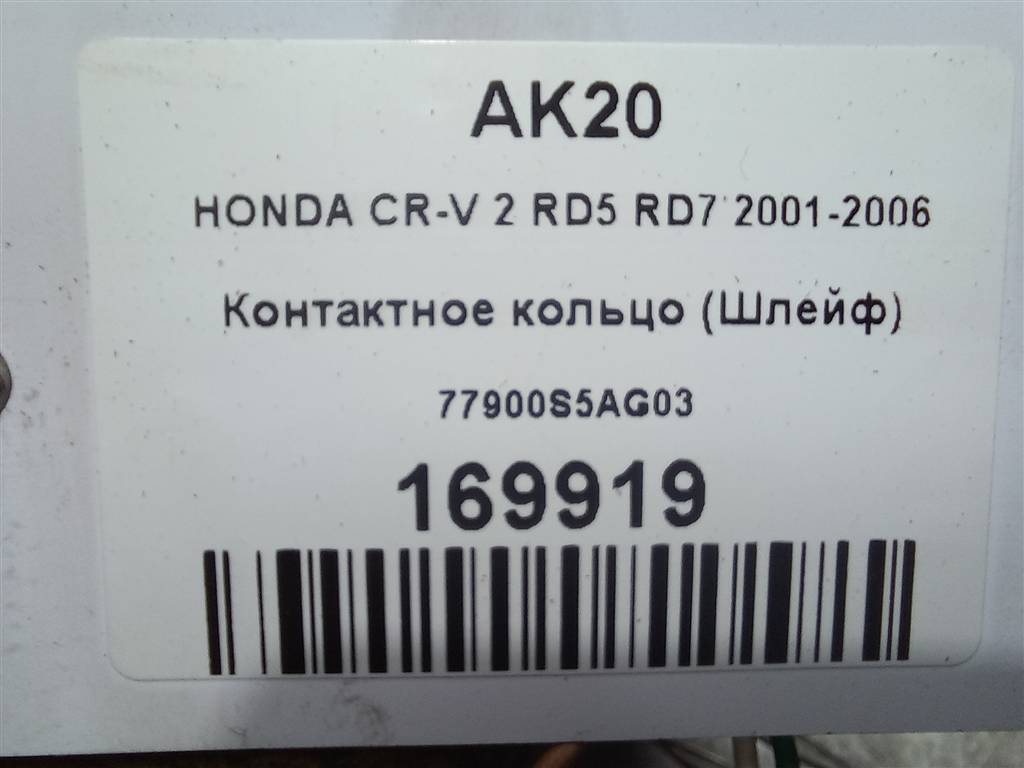 AK20
HONDA CR-V 2 RD5 RD7 2001-2006
Контактное кольцо (Шлейф)
77900S5AG03
169919